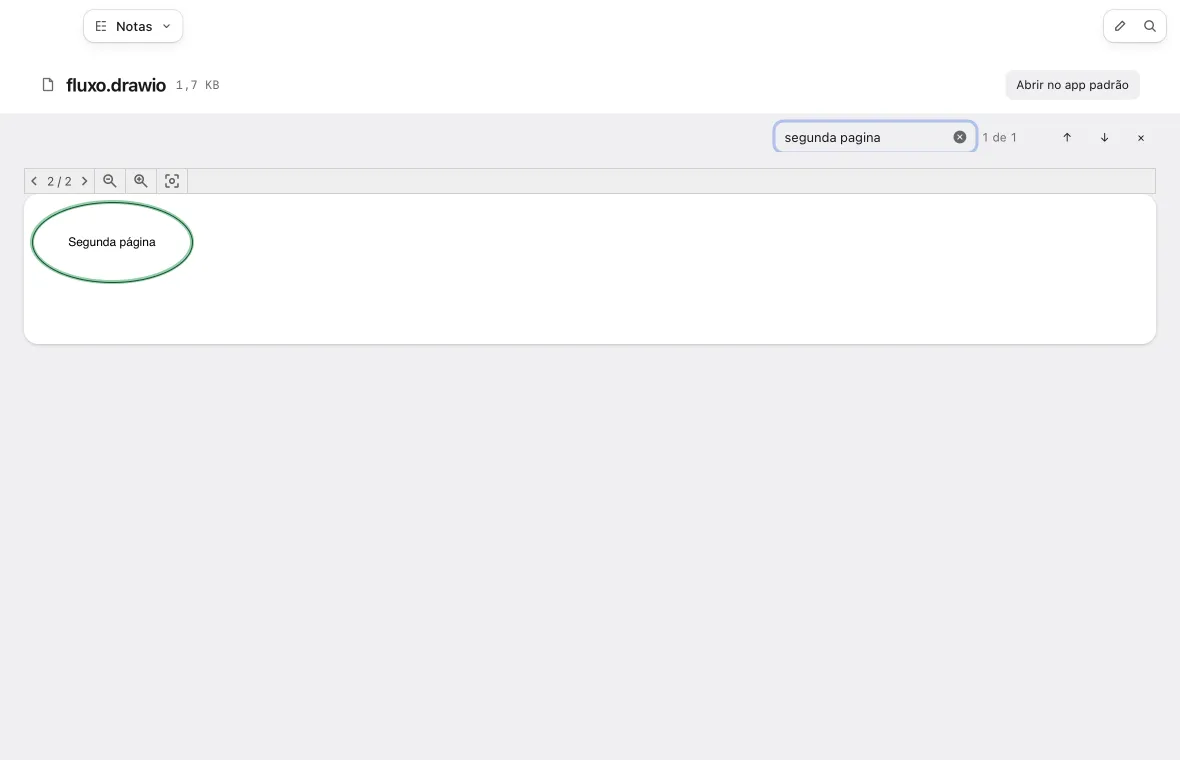 Notas
fluxo.drawio 1,7 KB
Abrir no app padrão
segunda pagina
1 de 1
2 / 2
Segunda página